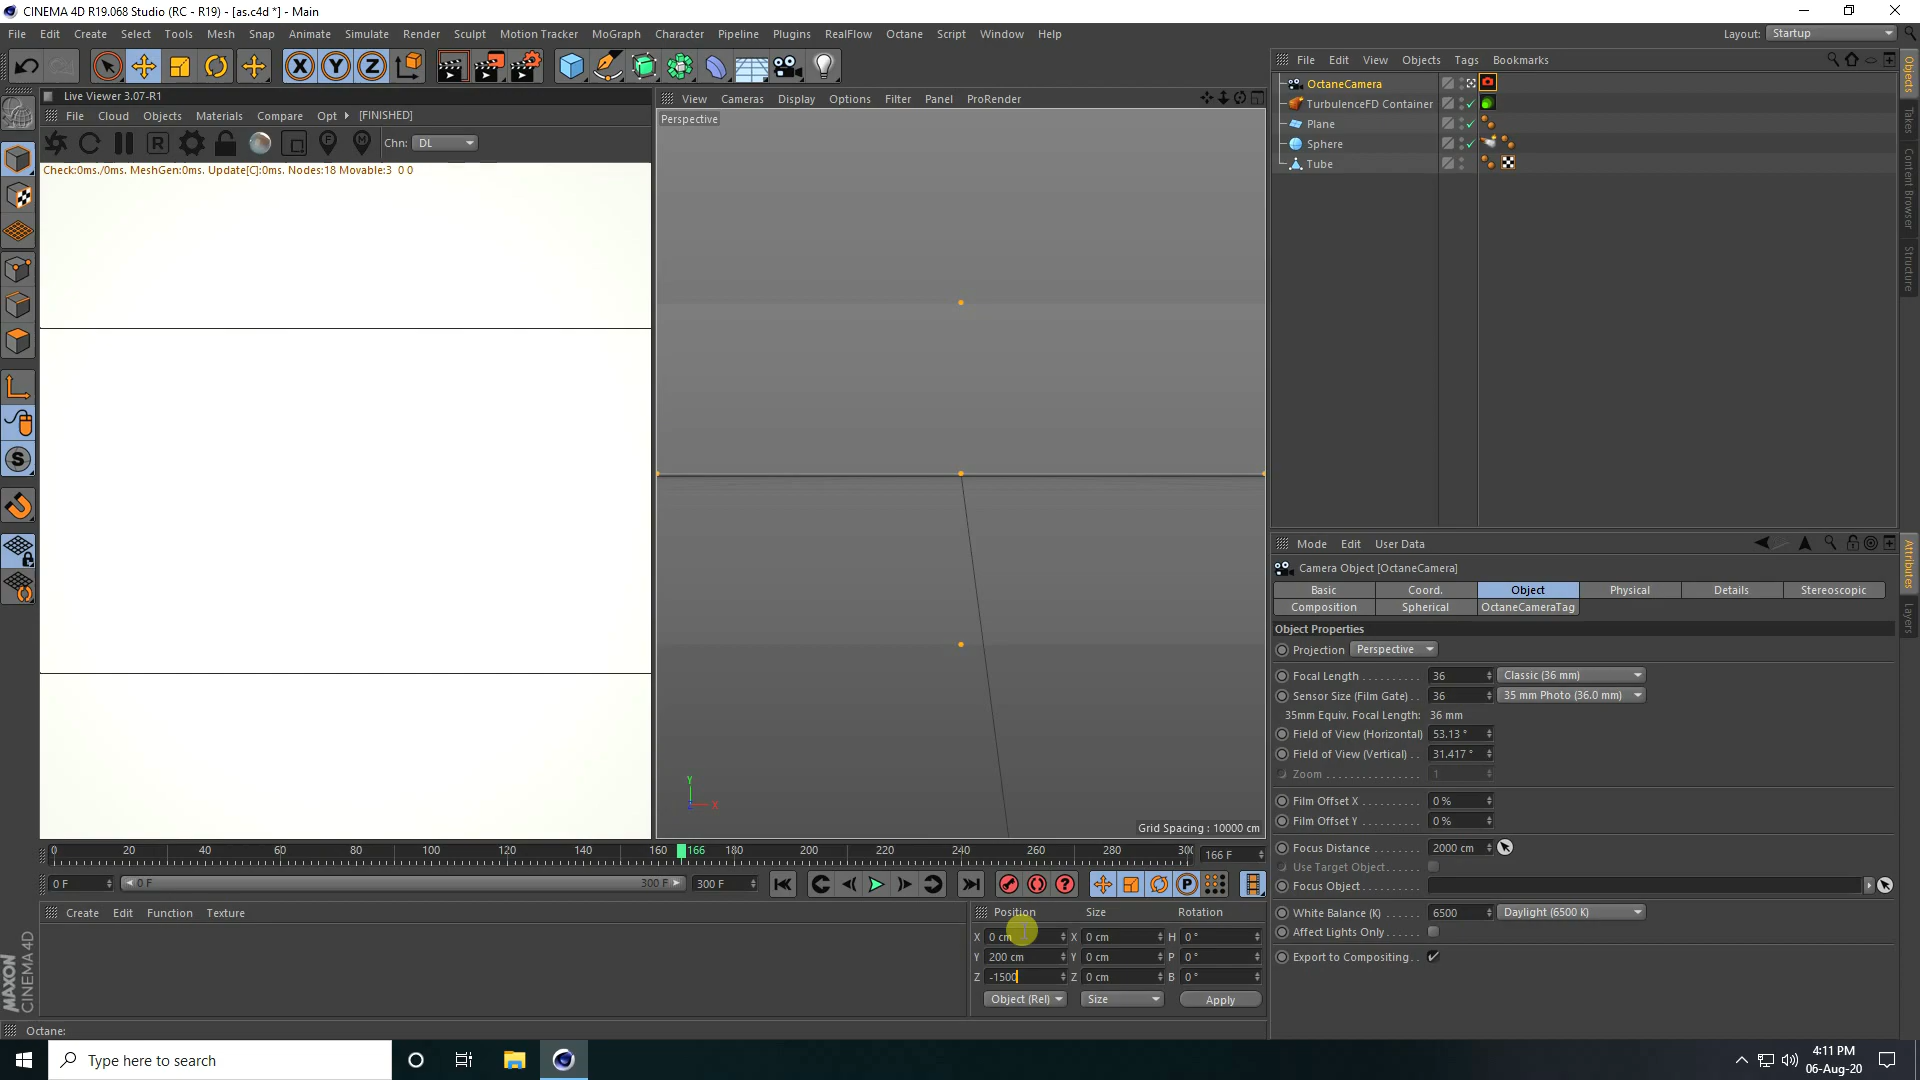 CINEMA 4D R19.068 Studio (RC - R19) - [as.c4d *] - Main
File Edit Create Select Tools Mesh Snap Animate Simulate Render Sculpt Motion Tracker MoGraph Character Pipeline Plugins RealFlow Octane Script Window Help
Layout: Startup
Live Viewer 3.07-R1
File Cloud Objects Materials Compare Opt [FINISHED]
Chn: DL
Check:0ms./0ms. MeshGen:0ms. Update[C]:0ms. Nodes:18 Movable:3 0 0
View Cameras Display Options Filter Panel ProRender
Perspective
Y
X
Grid Spacing : 10000 cm
File Edit View Objects Tags Bookmarks
OctaneCamera
TurbulenceFD Container
Plane
Sphere
Tube
Objects
Takes
Content Browser
Structure
Mode Edit User Data
Camera Object [OctaneCamera]
Basic Coord. Object Physical Details Stereoscopic
Composition Spherical OctaneCameraTag
Object Properties
Projection Perspective
Focal Length . . . . . . . . . . 36 Classic (36 mm)
Sensor Size (Film Gate) . . 36 35 mm Photo (36.0 mm)
35mm Equiv. Focal Length: 36 mm
Field of View (Horizontal) 53.13 °
Field of View (Vertical) . . 31.417 °
Zoom . . . . . . . . . . . . . . . 1
Film Offset X . . . . . . . . . . 0 %
Film Offset Y . . . . . . . . . . 0 %
Focus Distance . . . . . . . . 2000 cm
Use Target Object . . . . . .
Focus Object . . . . . . . . . .
White Balance (K) . . . . . . 6500 Daylight (6500 K)
Affect Lights Only . . . . . .
Export to Compositing . . ✓
Attributes
Layers
0 20 40 60 80 100 120 140 160 166 180 200 220 240 260 280 300
166 F
0 F 0 F 300 F 300 F
Create Edit Function Texture
Position Size Rotation
X 0 cm X 0 cm H 0 °
Y 200 cm Y 0 cm P 0 °
Z -1500 Z 0 cm B 0 °
Object (Rel) Size Apply
MAXON
CINEMA 4D
Octane:
Type here to search
4:11 PM
06-Aug-20